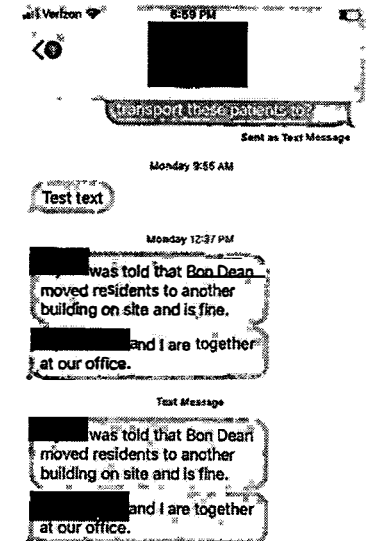 Verizon
6:59 PM
transport these patients to?
Sent as Text Message
Monday 9:55 AM
Test text
Monday 12:37 PM
was told that Bon Dean
moved residents to another
building on site and is fine.
and I are together
at our office.
Text Message
was told that Bon Dean
moved residents to another
building on site and is fine.
and I are together
at our office.